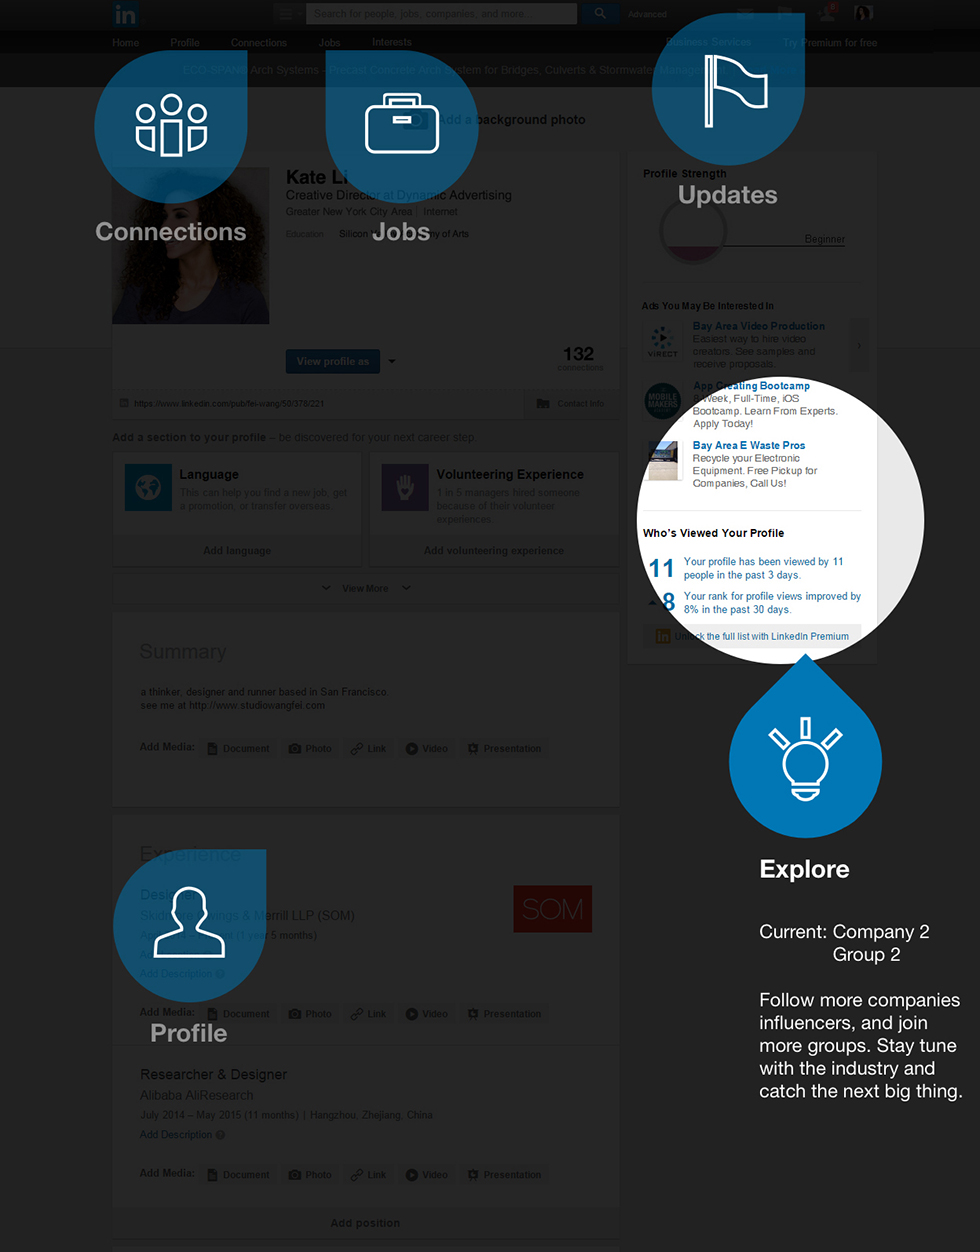 in
Search for people, jobs, companies, and more...
Advanced
Home Profile Connections Jobs Interests
Business Services Try Premium for free
ECO-SPAN® Arch Systems - Precast Concrete Arch System for Bridges, Culverts & Stormwater
Add a background photo
Connections
Jobs
Updates
Kate Li
Creative Director at Dynamic Advertising
Greater New York City Area | Internet
Education Silicon of Arts
View profile as
132
connections
https://www.linkedin.com/pub/fei-wang/50/376/221
Contact Info
Profile Strength
Beginner
Ads You May Be Interested In
VIRECT
Bay Area Video Production
Easiest way to hire video
creators. See samples and
receive proposals.
MOBILE
MAKERS
App Creating Bootcamp
Week, Full-Time, iOS
Bootcamp. Learn From Experts.
Apply Today!
Bay Area E Waste Pros
Recycle your Electronic
Equipment. Free Pickup for
Companies, Call Us!
Who's Viewed Your Profile
11 Your profile has been viewed by 11
people in the past 3 days.
8 Your rank for profile views improved by
8% in the past 30 days.
in Unlock the full list with LinkedIn Premium
Add a section to your profile – be discovered for your next career step.
Language
This can help you find a new job, get
a promotion, or transfer overseas.
Add language
Volunteering Experience
1 in 5 managers hired someone
because of their volunteer
experiences.
Add volunteering experience
View More
Summary
a thinker, designer and runner based in San Francisco.
see me at http://www.studiowangfei.com
Add Media: Document Photo Link Video Presentation
Experience
Designer
Skidmore Owings & Merrill LLP (SOM)
(1 year 5 months)
SOM
Add Description
Add Media: Document Photo Link Video Presentation
Profile
Researcher & Designer
Alibaba AliResearch
July 2014 – May 2015 (11 months) | Hangzhou, Zhejiang, China
Add Description
Add Media: Document Photo Link Video Presentation
Add position
Explore
Current: Company 2
Group 2
Follow more companies
influencers, and join
more groups. Stay tune
with the industry and
catch the next big thing.